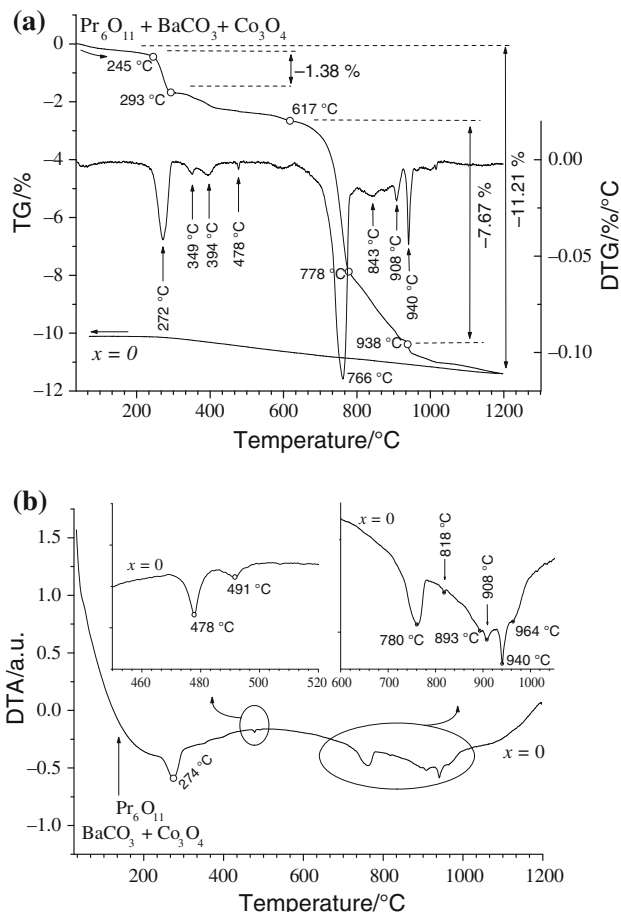 (a)
Pr₆O₁₁ + BaCO₃ + Co₃O₄
0
−2
−4
−6
−8
−10
−12
TG/%
245 °C
293 °C
−1.38 %
617 °C
−7.67 %
−11.21 %
0.00
−0.05
−0.10
DTG/%/°C
272 °C
349 °C
394 °C
478 °C
843 °C
908 °C
940 °C
778 °C
938 °C
766 °C
x = 0
200 400 600 800 1000 1200
Temperature/°C
(b)
1.5
1.0
0.5
0.0
−0.5
−1.0
DTA/a.u.
x = 0
478 °C
491 °C
460 480 500 520
x = 0
818 °C
908 °C
780 °C
893 °C
964 °C
940 °C
600 700 800 900 1000
274 °C
x = 0
Pr₆O₁₁
BaCO₃ + Co₃O₄
200 400 600 800 1000 1200
Temperature/°C